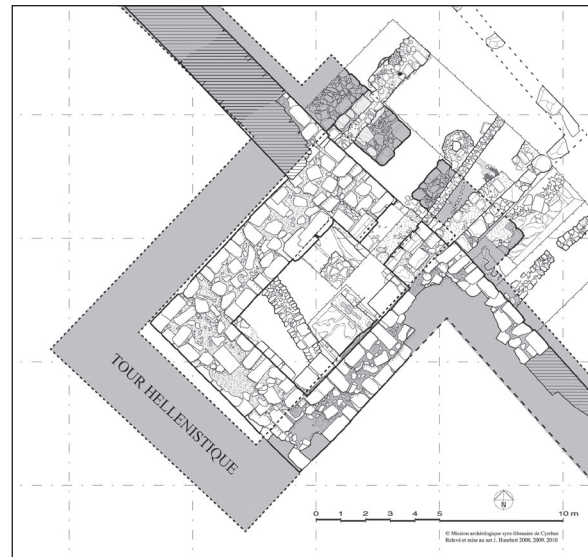 TOUR HELLENISTIQUE
N
0 1 2 3 4 5 10 m
© Mission archéologique syro-libanaise de Cyrrhus
Relevé et mise au net J. Humbert 2008, 2009, 2010